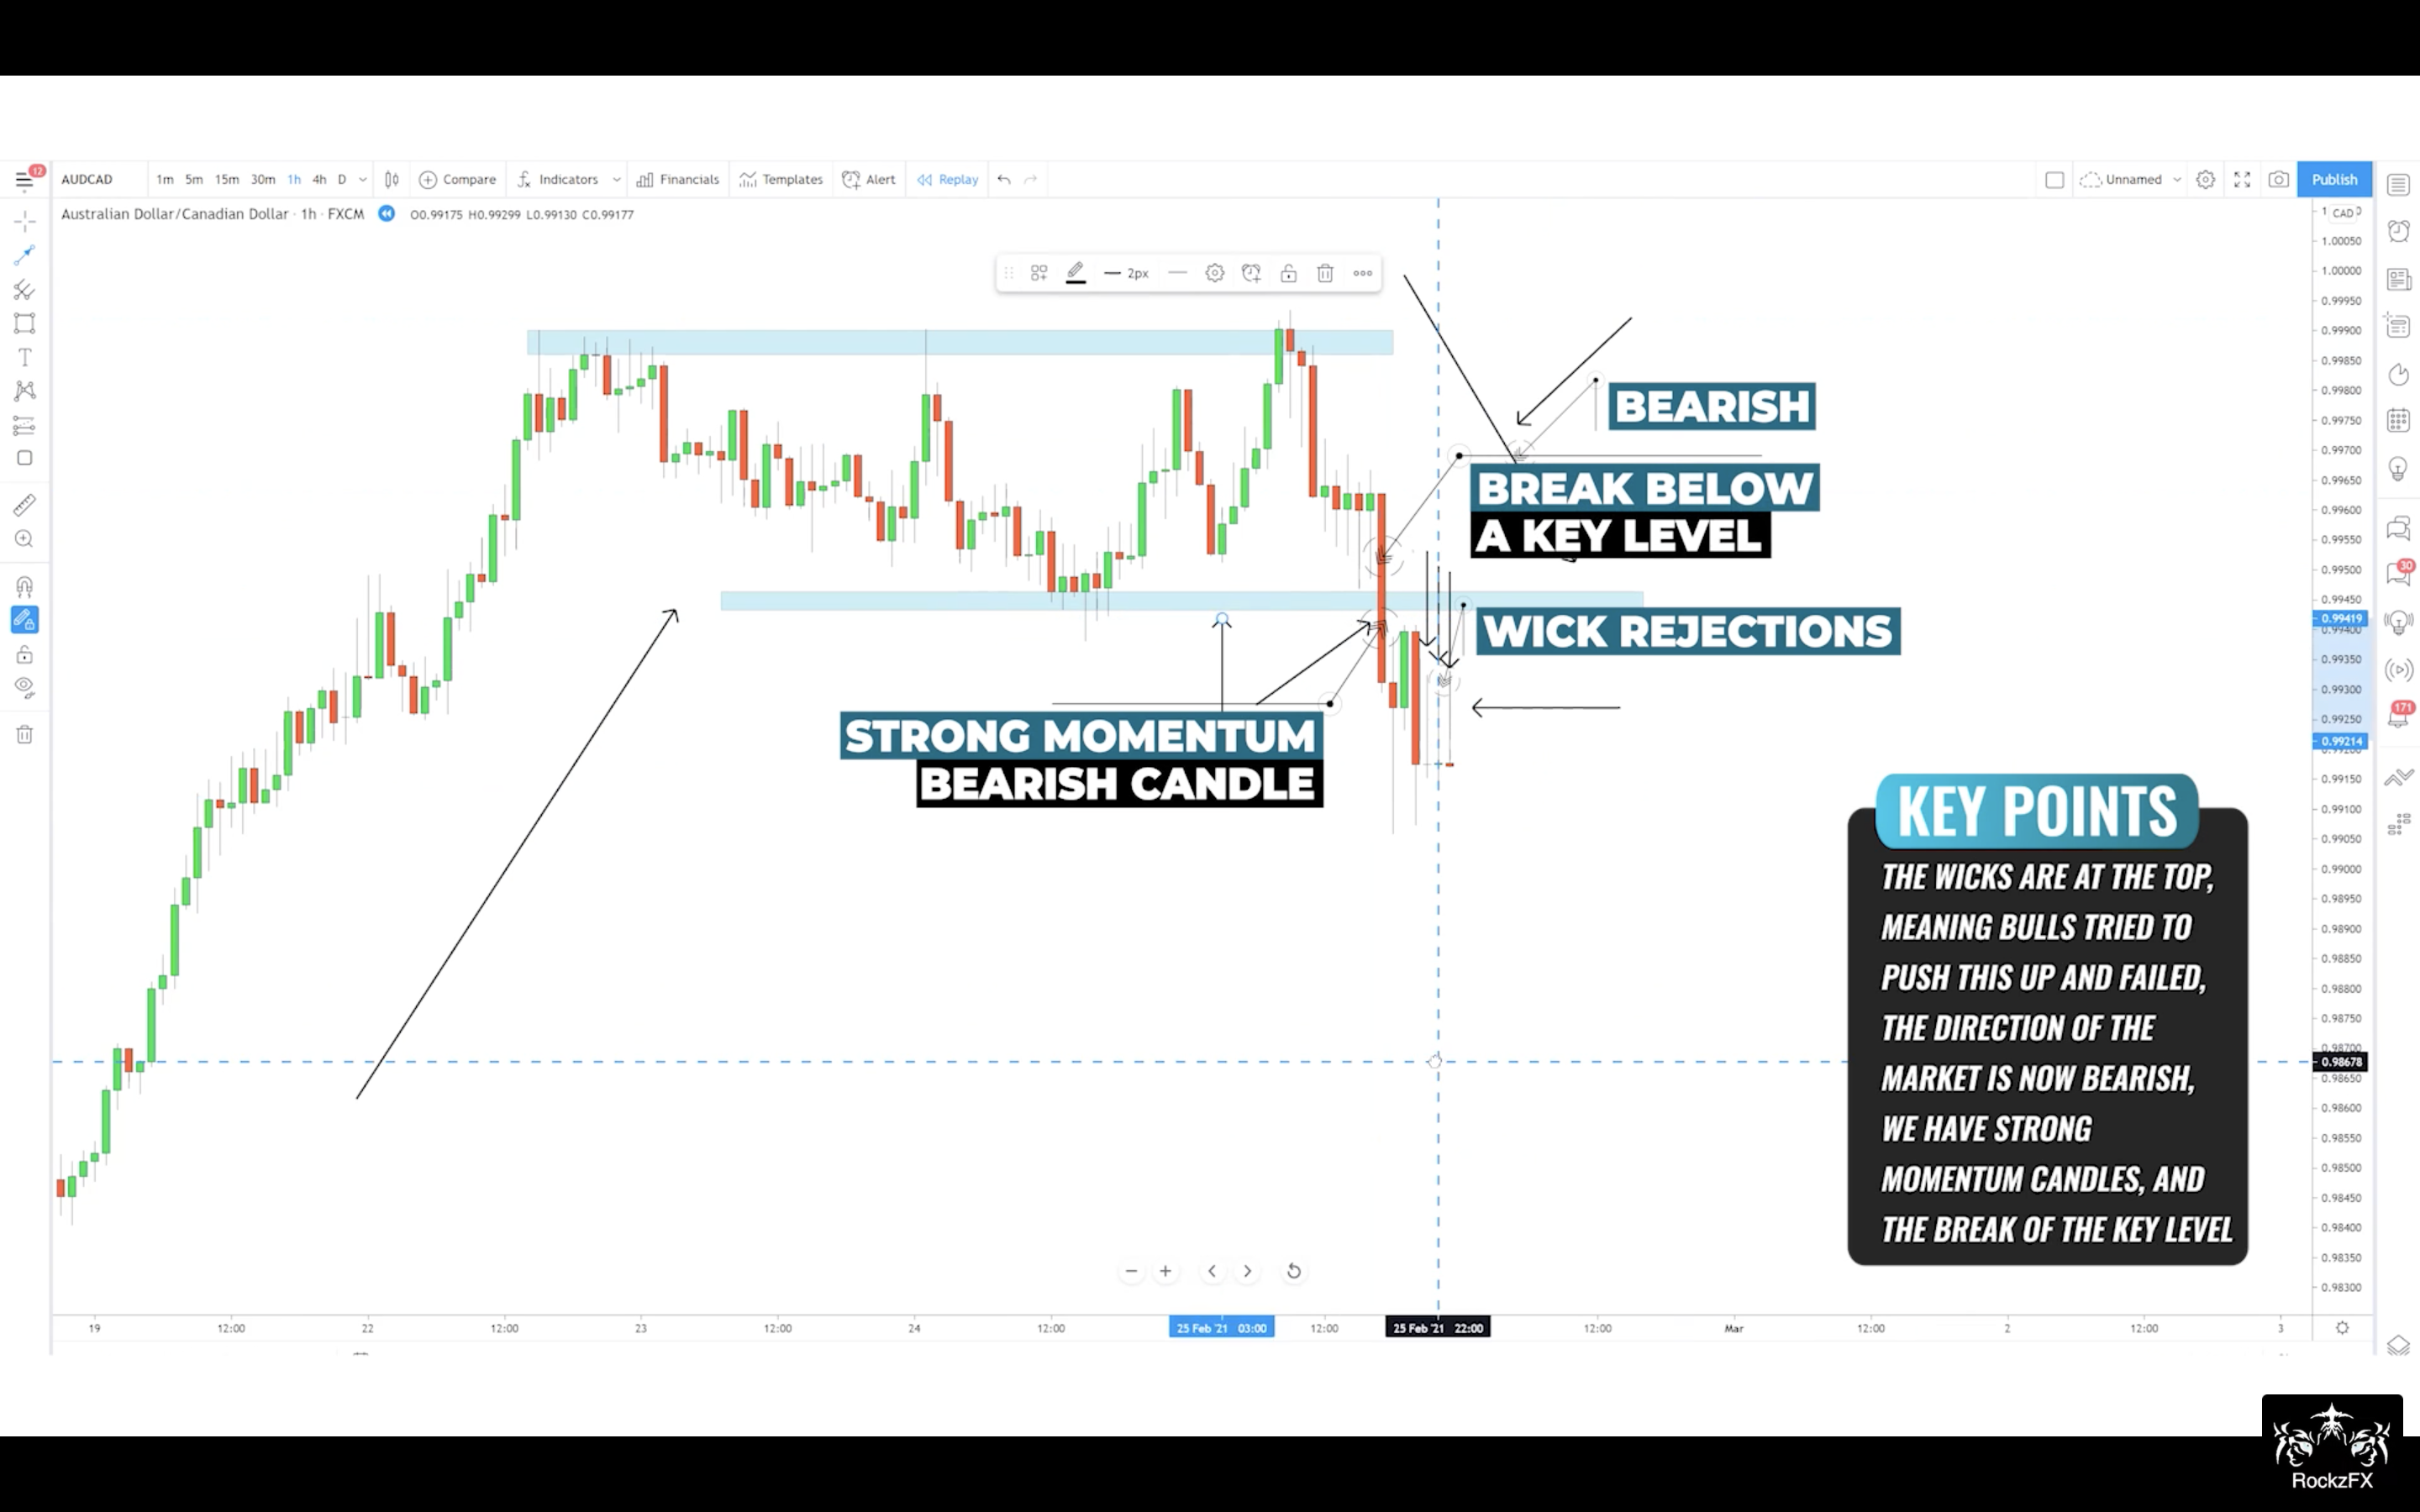 12
AUDCAD 1m 5m 15m 30m 1h 4h D Compare Indicators Financials Templates Alert Replay Unnamed Publish
Australian Dollar/Canadian Dollar · 1h · FXCM O0.99175 H0.99299 L0.99130 C0.99177
CAD
1.00050
1.00000
2px
0.99950
0.99900
0.99850
0.99800
BEARISH
0.99750
0.99700
0.99650
BREAK BELOW
0.99600
A KEY LEVEL
0.99550
0.99500
30
0.99450
0.99419
0.99400
WICK REJECTIONS
0.99350
0.99300
171
0.99250
STRONG MOMENTUM
0.99214
BEARISH CANDLE
0.99150
0.99100
0.99050
0.99000
0.98950
0.98900
0.98850
0.98800
0.98750
0.98700
0.98678
0.98650
0.98600
0.98550
0.98500
0.98450
0.98400
0.98350
0.98300
KEY POINTS
THE WICKS ARE AT THE TOP,
MEANING BULLS TRIED TO
PUSH THIS UP AND FAILED,
THE DIRECTION OF THE
MARKET IS NOW BEARISH,
WE HAVE STRONG
MOMENTUM CANDLES, AND
THE BREAK OF THE KEY LEVEL
19 12:00 22 12:00 23 12:00 24 12:00 25 Feb '21 03:00 12:00 25 Feb '21 22:00 12:00 Mar 12:00 2 12:00 3
RockzFX